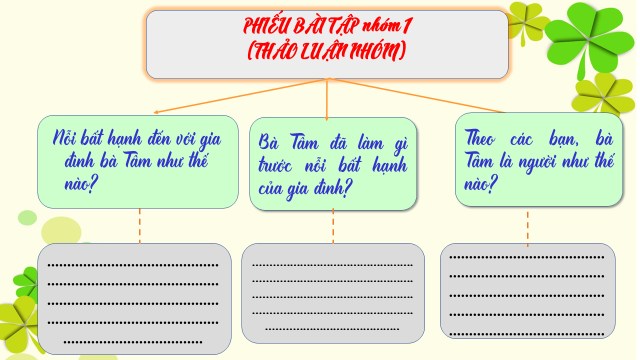 PHIẾU BÀI TẬP nhóm 1
(THẢO LUẬN NHÓM)
Nỗi bất hạnh đến với gia
đình bà Tâm như thế
nào?
Bà Tâm đã làm gì
trước nỗi bất hạnh
của gia đình?
Theo các bạn, bà
Tâm là người như thế
nào?